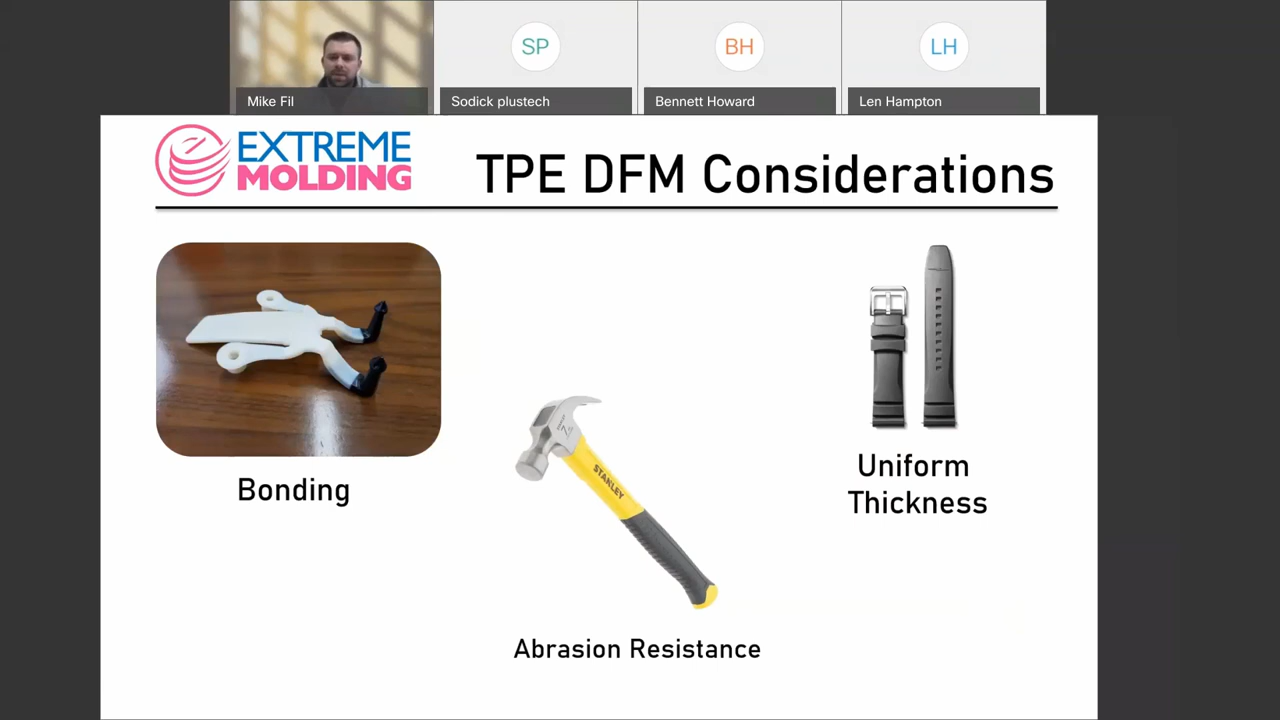 SP
BH
LH
Mike Fil
Sodick plustech
Bennett Howard
Len Hampton
EXTREME
MOLDING
TPE DFM Considerations
STANLEY
Bonding
Uniform
Thickness
Abrasion Resistance